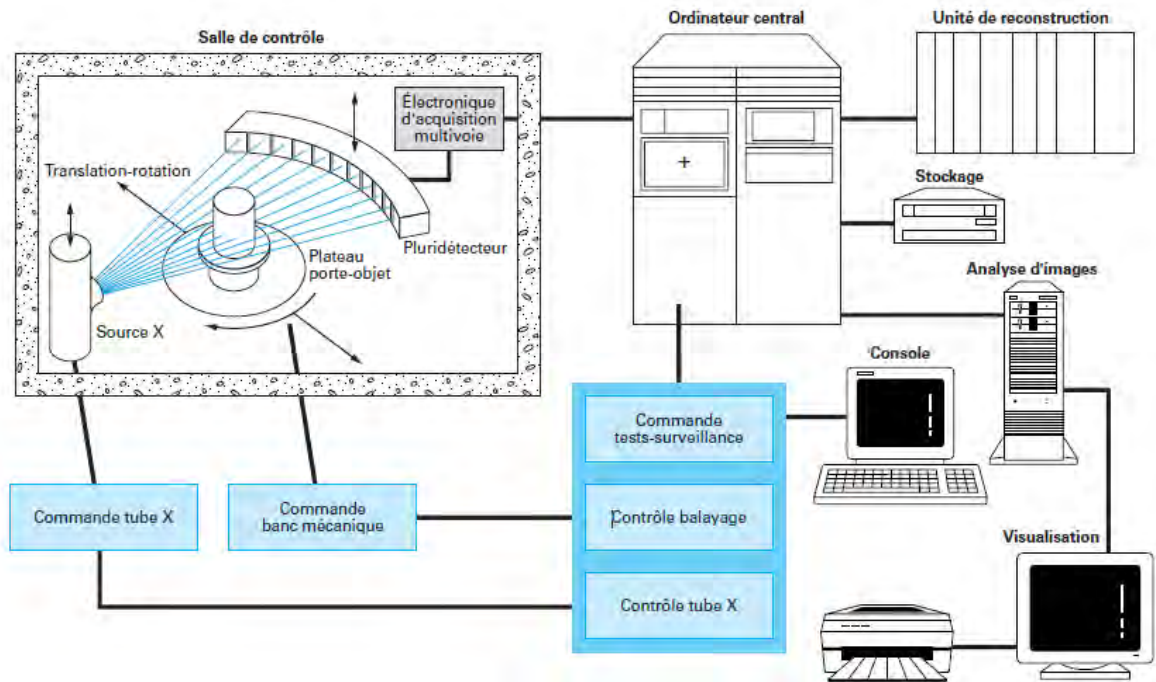 Ordinateur central
Unité de reconstruction
Salle de contrôle
Électronique
d'acquisition
multivoie
Translation-rotation
Pluridétecteur
Plateau
porte-objet
Source X
+
Stockage
Analyse d'images
Console
Commande
tests-surveillance
Commande tube X
Commande
banc mécanique
Contrôle balayage
Visualisation
Contrôle tube X